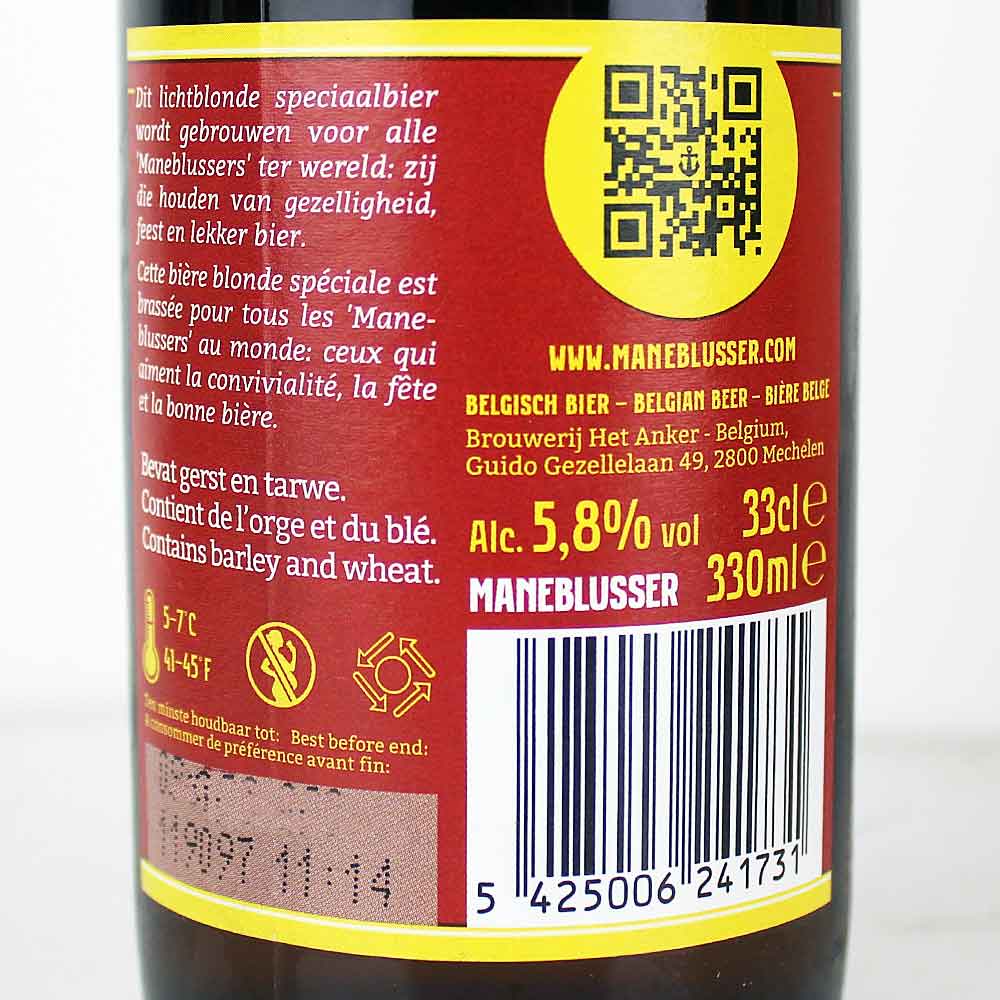 Dit lichtblonde speciaalbier
wordt gebrouwen voor alle
'Maneblussers' ter wereld: zij
die houden van gezelligheid,
feest en lekker bier.
Cette bière blonde spéciale est
brassée pour tous les 'Mane-
blussers' au monde: ceux qui
aiment la convivialité, la fête
et la bonne bière.
Bevat gerst en tarwe.
Contient de l'orge et du blé.
Contains barley and wheat.
5-7°C
41-45°F
Ten minste houdbaar tot: Best before end:
A consommer de préférence avant fin:
119097 11:14
WWW.MANEBLUSSER.COM
BELGISCH BIER – BELGIAN BEER – BIÈRE BELGE
Brouwerij Het Anker - Belgium,
Guido Gezellelaan 49, 2800 Mechelen
Alc. 5,8% vol 33cl e
MANEBLUSSER 330ml e
5 425006 241731